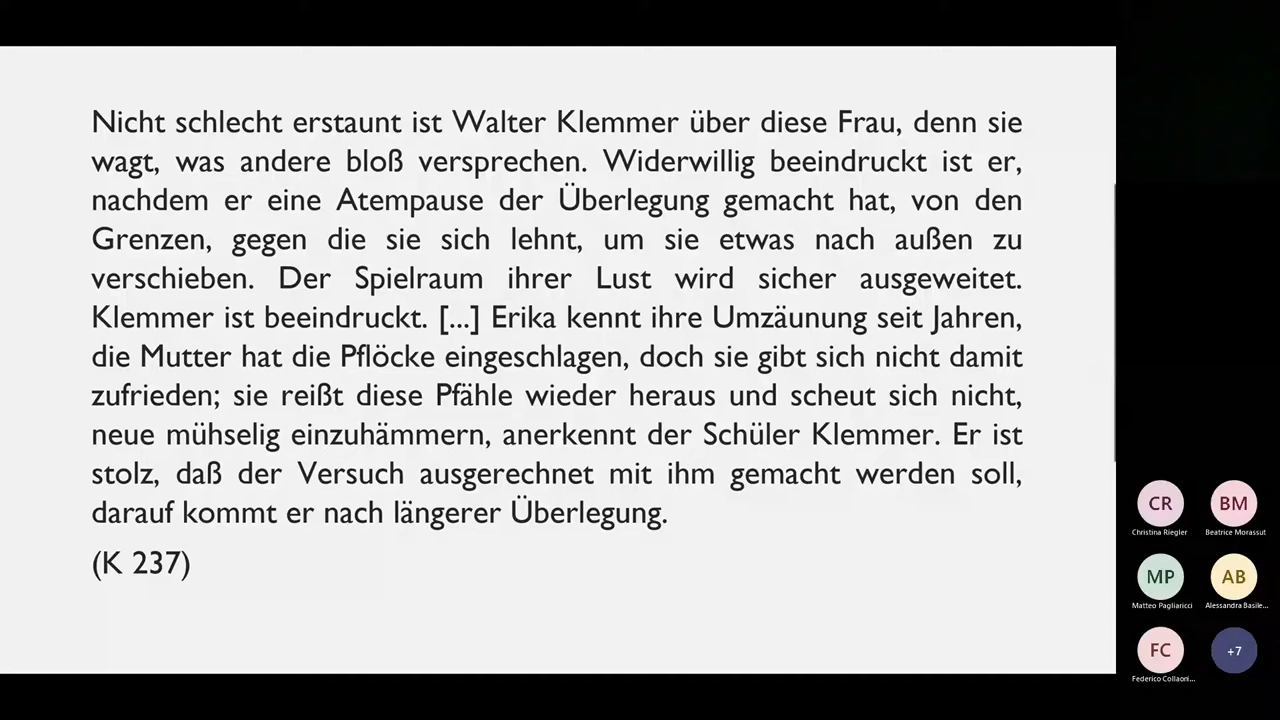 Nicht schlecht erstaunt ist Walter Klemmer über diese Frau, denn sie
wagt, was andere bloß versprechen. Widerwillig beeindruckt ist er,
nachdem er eine Atempause der Überlegung gemacht hat, von den
Grenzen, gegen die sie sich lehnt, um sie etwas nach außen zu
verschieben. Der Spielraum ihrer Lust wird sicher ausgeweitet.
Klemmer ist beeindruckt. [...] Erika kennt ihre Umzäunung seit Jahren,
die Mutter hat die Pflöcke eingeschlagen, doch sie gibt sich nicht damit
zufrieden; sie reißt diese Pfähle wieder heraus und scheut sich nicht,
neue mühselig einzuhämmern, anerkennt der Schüler Klemmer. Er ist
stolz, daß der Versuch ausgerechnet mit ihm gemacht werden soll,
darauf kommt er nach längerer Überlegung.
(K 237)
CR BM
Christina Riegler Beatrice Morassut
MP AB
Matteo Pagliaricci Alessandra Basile...
FC +7
Federico Collaori...